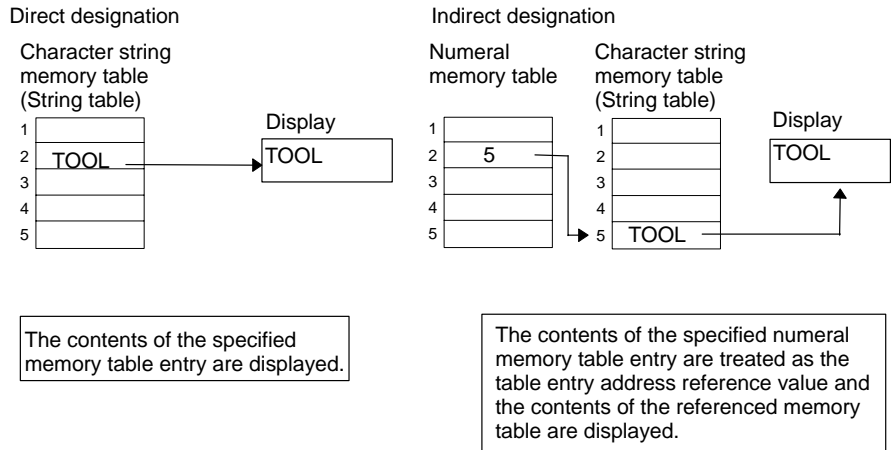 Direct designation
Character string
memory table
(String table)
1
2 TOOL
3
4
5
Display
TOOL
The contents of the specified
memory table entry are displayed.
Indirect designation
Numeral
memory table
1
2 5
3
4
5
Character string
memory table
(String table)
1
2
3
4
5 TOOL
Display
TOOL
The contents of the specified numeral
memory table entry are treated as the
table entry address reference value and
the contents of the referenced memory
table are displayed.